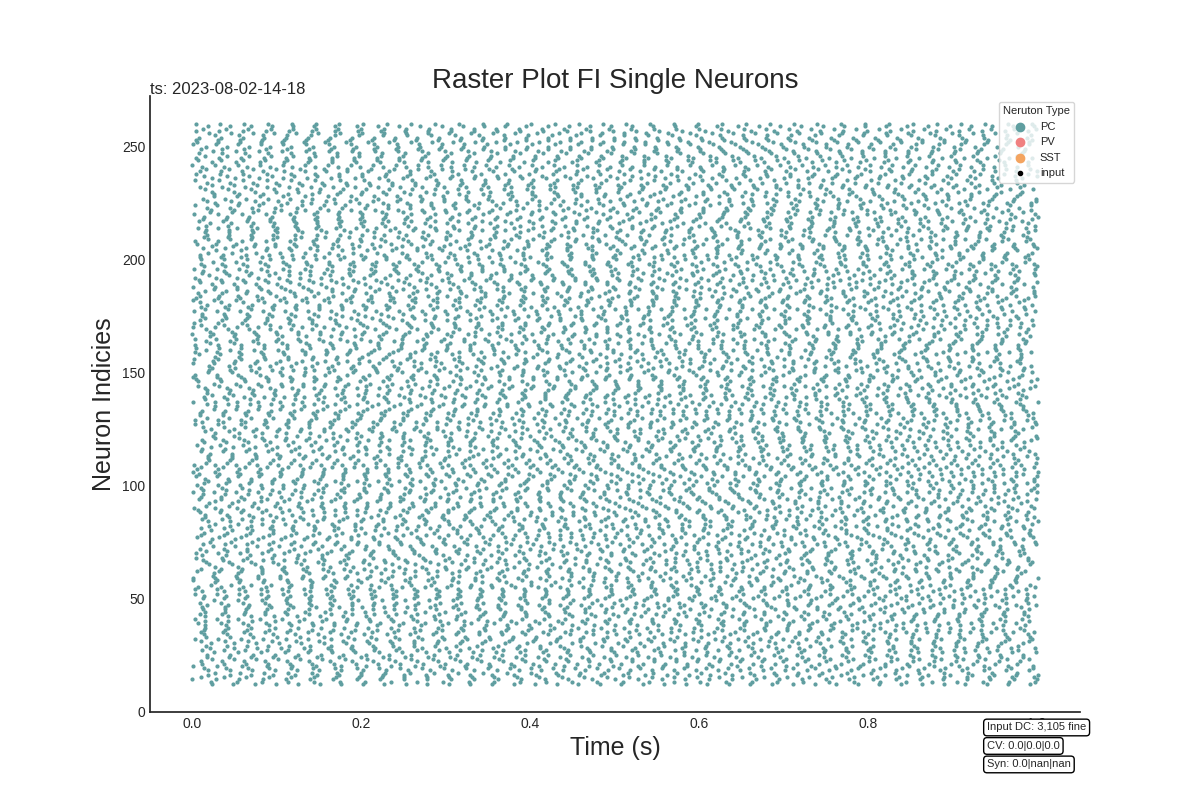 Raster Plot FI Single Neurons
ts: 2023-08-02-14-18
Neruton Type
PC
PV
SST
input
250
200
150
100
50
0
Neuron Indicies
0.0 0.2 0.4 0.6 0.8
Time (s)
Input DC: 3,105 fine
CV: 0.0|0.0|0.0
Syn: 0.0|nan|nan